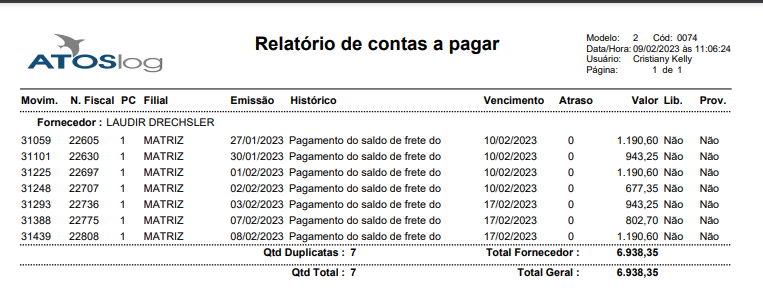 ATOSlog
Relatório de contas a pagar
Modelo: 2 Cód: 0074
Data/Hora: 09/02/2023 às 11:06:24
Usuário: Cristiany Kelly
Página: 1 de 1
Movim. N. Fiscal PC Filial Emissão Histórico Vencimento Atraso Valor Lib. Prov.
Fornecedor : LAUDIR DRECHSLER
31059 22605 1 MATRIZ 27/01/2023 Pagamento do saldo de frete do 10/02/2023 0 1.190,60 Não Não
31101 22630 1 MATRIZ 30/01/2023 Pagamento do saldo de frete do 10/02/2023 0 943,25 Não Não
31225 22697 1 MATRIZ 01/02/2023 Pagamento do saldo de frete do 10/02/2023 0 1.190,60 Não Não
31248 22707 1 MATRIZ 02/02/2023 Pagamento do saldo de frete do 10/02/2023 0 677,35 Não Não
31293 22736 1 MATRIZ 03/02/2023 Pagamento do saldo de frete do 17/02/2023 0 943,25 Não Não
31388 22775 1 MATRIZ 07/02/2023 Pagamento do saldo de frete do 17/02/2023 0 802,70 Não Não
31439 22808 1 MATRIZ 08/02/2023 Pagamento do saldo de frete do 17/02/2023 0 1.190,60 Não Não
Qtd Duplicatas : 7 Total Fornecedor : 6.938,35
Qtd Total : 7 Total Geral : 6.938,35